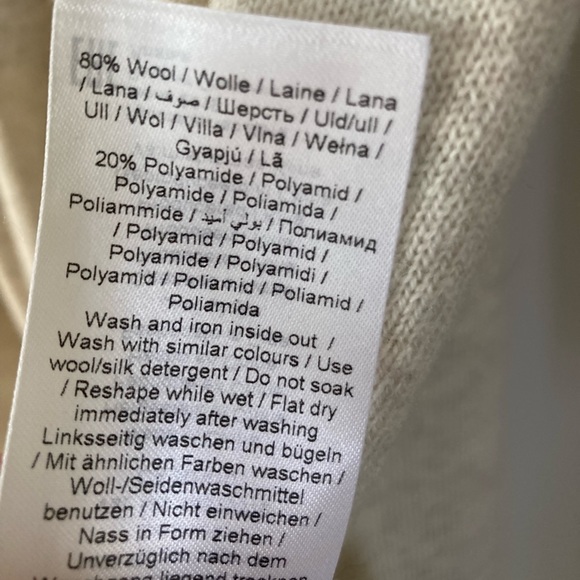 80% Wool / Wolle / Laine / Lana
/ Lana / صوف / Шерсть / Uld/ull /
Ull / Wol / Villa / Vlna / Wełna /
Gyapjú / Lã
20% Polyamide / Polyamid /
Polyamide / Poliamida /
Poliammide / بولي أميد / Полиамид
/ Polyamid / Polyamid /
Polyamide / Polyamidi /
Polyamid / Poliamid / Poliamid /
Poliamida
Wash and iron inside out /
Wash with similar colours / Use
wool/silk detergent / Do not soak
/ Reshape while wet / Flat dry
immediately after washing
Linksseitig waschen und bügeln
/ Mit ähnlichen Farben waschen /
Woll-/Seidenwaschmittel
benutzen / Nicht einweichen /
Nass in Form ziehen /
Unverzüglich nach dem
liegend